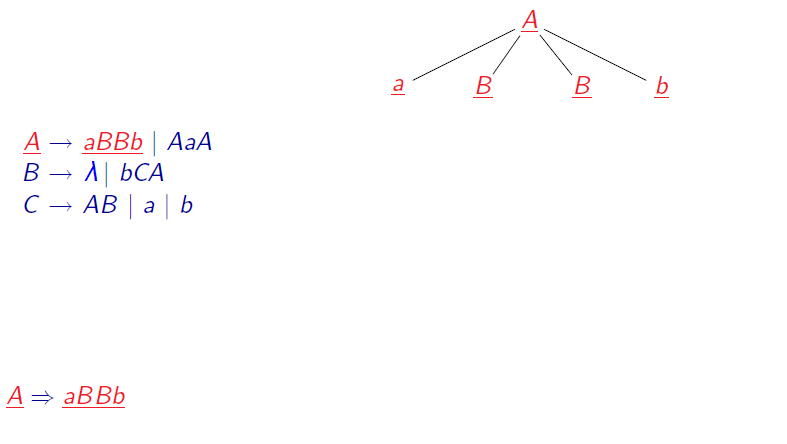 A
a B B b
A → aBBb | AaA
B → λ | bCA
C → AB | a | b
A ⇒ aBBb